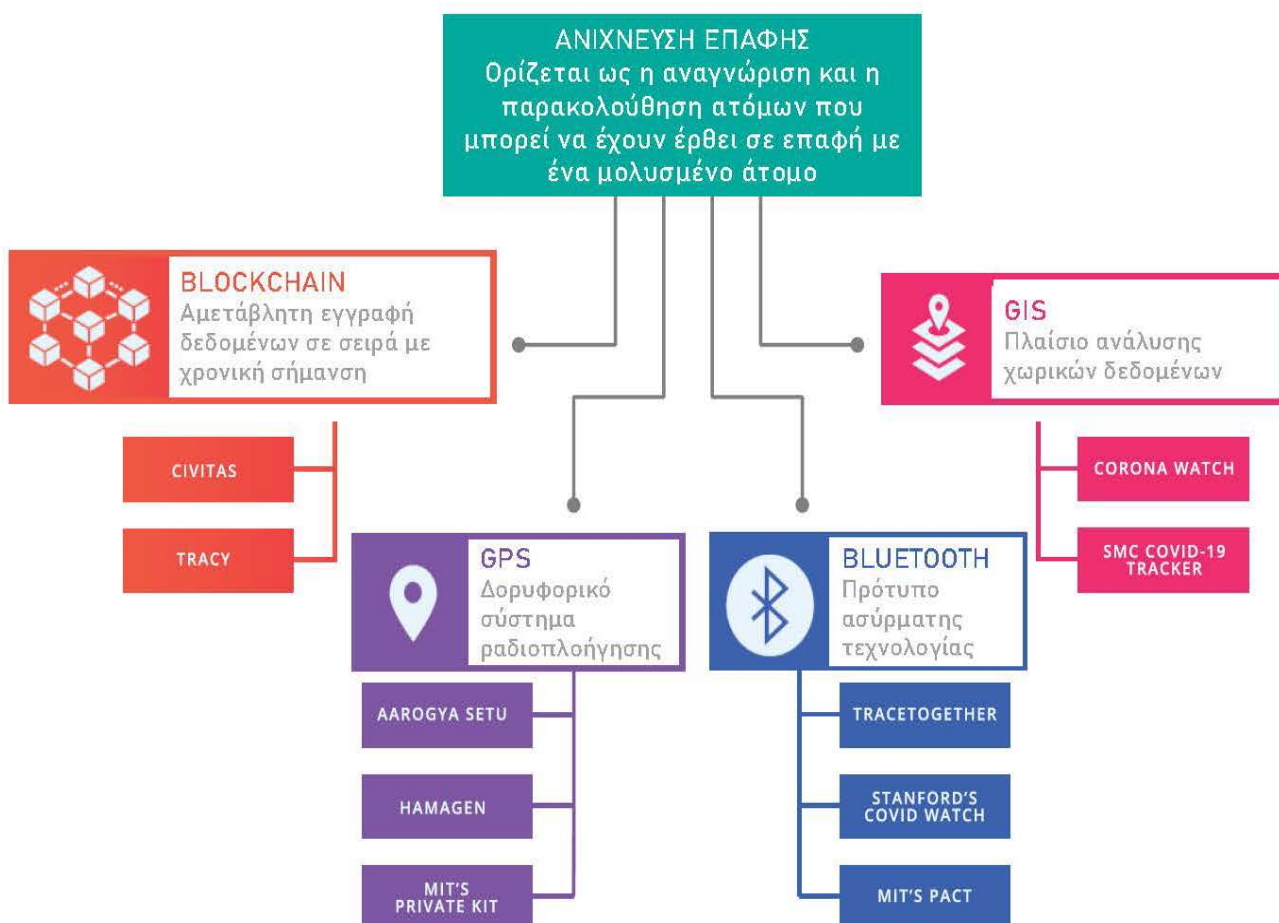 ΑΝΙΧΝΕΥΣΗ ΕΠΑΦΗΣ
Ορίζεται ως η αναγνώριση και η
παρακολούθηση ατόμων που
μπορεί να έχουν έρθει σε επαφή με
ένα μολυσμένο άτομο
BLOCKCHAIN
Αμετάβλητη εγγραφή
δεδομένων σε σειρά με
χρονική σήμανση
CIVITAS
TRACY
GPS
Δορυφορικό
σύστημα
ραδιοπλοήγησης
AAROGYA SETU
HAMAGEN
MIT'S
PRIVATE KIT
BLUETOOTH
Πρότυπο
ασύρματης
τεχνολογίας
TRACETOGETHER
STANFORD'S
COVID WATCH
MIT'S PACT
GIS
Πλαίσιο ανάλυσης
χωρικών δεδομένων
CORONA WATCH
SMC COVID-19
TRACKER